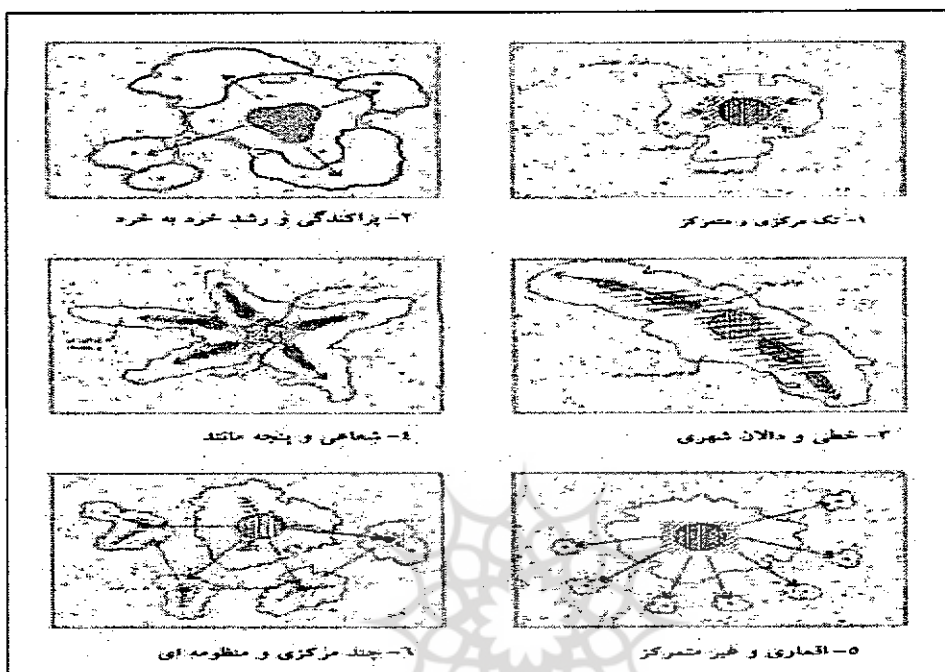 ۱- تک مرکزی و متمرکز
۲- پراکندگی و رشد خرد به خرد
۳- خطی و دالان شهری
٤- شعاعی و پنجه مانند
۵- اقماری و غیر متمرکز
۶- چند مرکزی و منظومه ای